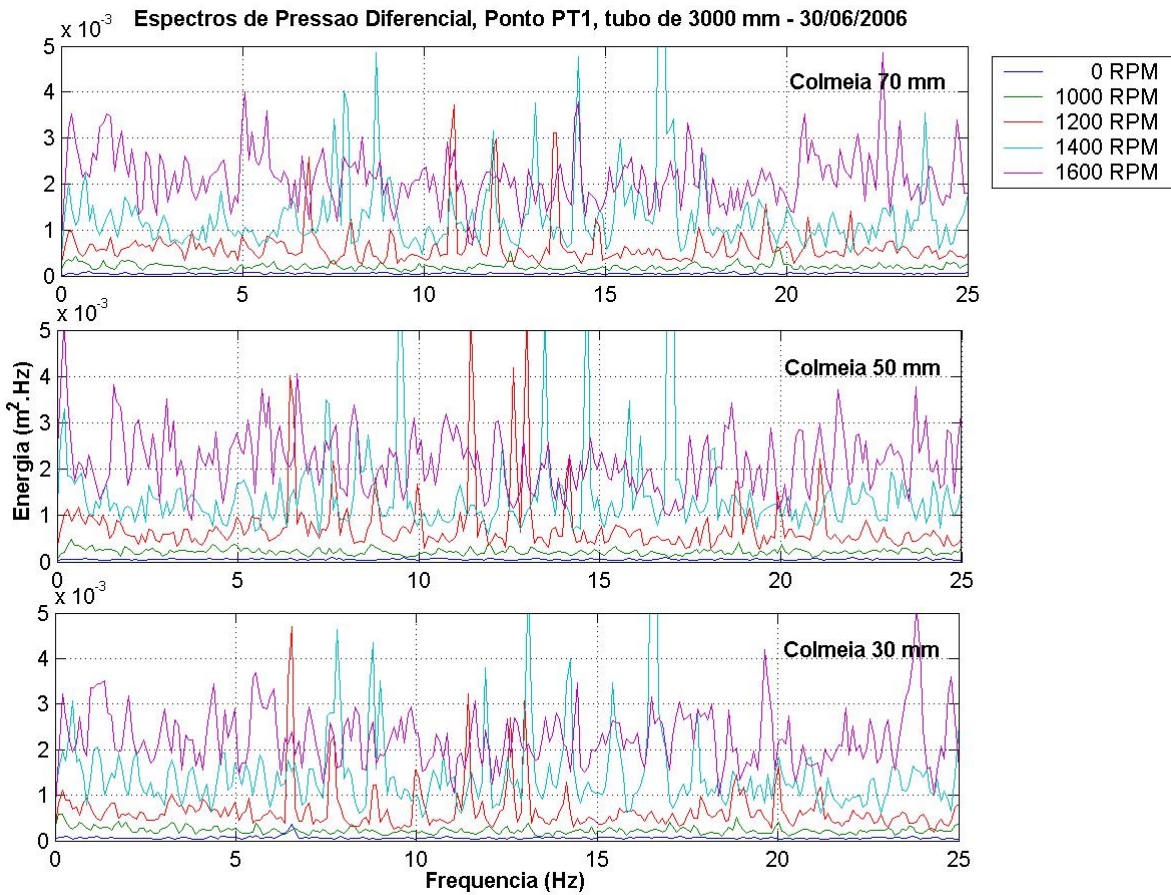 Espectros de Pressao Diferencial, Ponto PT1, tubo de 3000 mm - 30/06/2006
x 10⁻³
5
4
3
2
1
0
Colmeia 70 mm
0 5 10 15 20 25
0 RPM
1000 RPM
1200 RPM
1400 RPM
1600 RPM
x 10⁻³
5
4
3
2
1
0
Colmeia 50 mm
Energia (m².Hz)
0 5 10 15 20 25
x 10⁻³
5
4
3
2
1
0
Colmeia 30 mm
0 5 10 15 20 25
Frequencia (Hz)